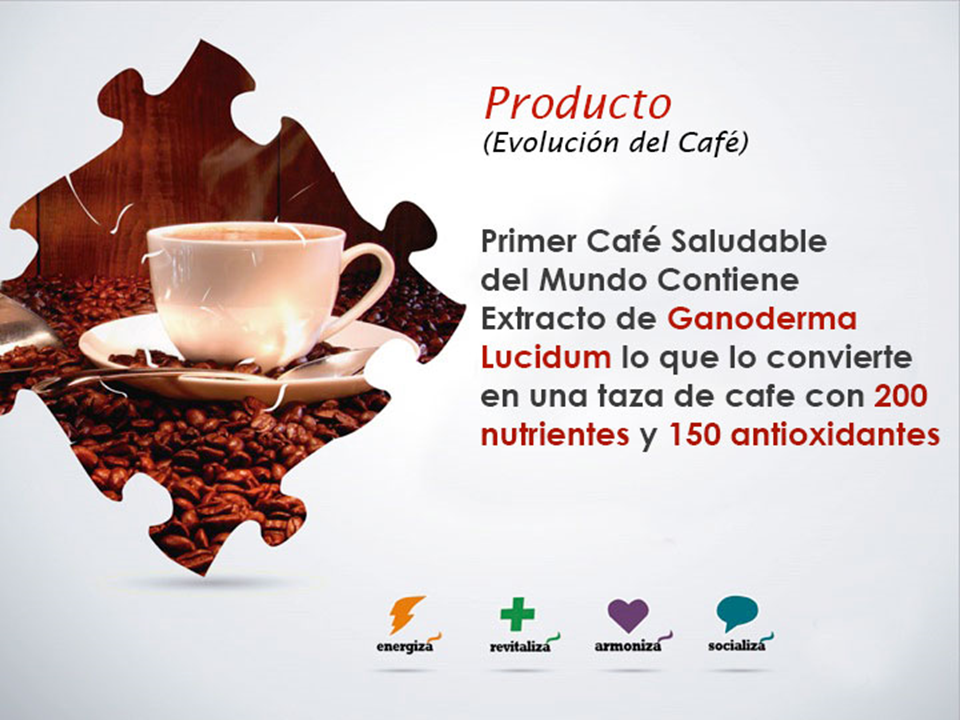 Producto
(Evolución del Café)
Primer Café Saludable
del Mundo Contiene
Extracto de Ganoderma
Lucidum lo que lo convierte
en una taza de cafe con 200
nutrientes y 150 antioxidantes
energiza
revitaliza
armoniza
socializa